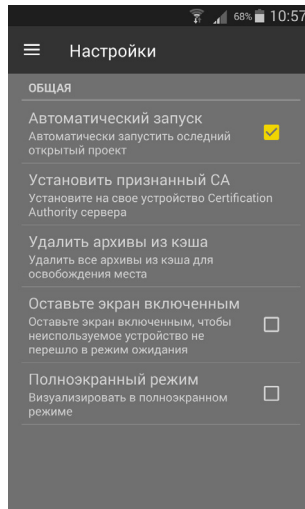 68% 10:57
Настройки
ОБЩАЯ
Автоматический запуск
Автоматически запустить оследний
открытый проект
Установить признанный CA
Установите на свое устройство Certification
Authority сервера
Удалить архивы из кэша
Удалить все архивы из кэша для
освобождения места
Оставьте экран включенным
Оставьте экран включенным, чтобы
неиспользуемое устройство не
перешло в режим ожидания
Полноэкранный режим
Визуализировать в полноэкранном
режиме